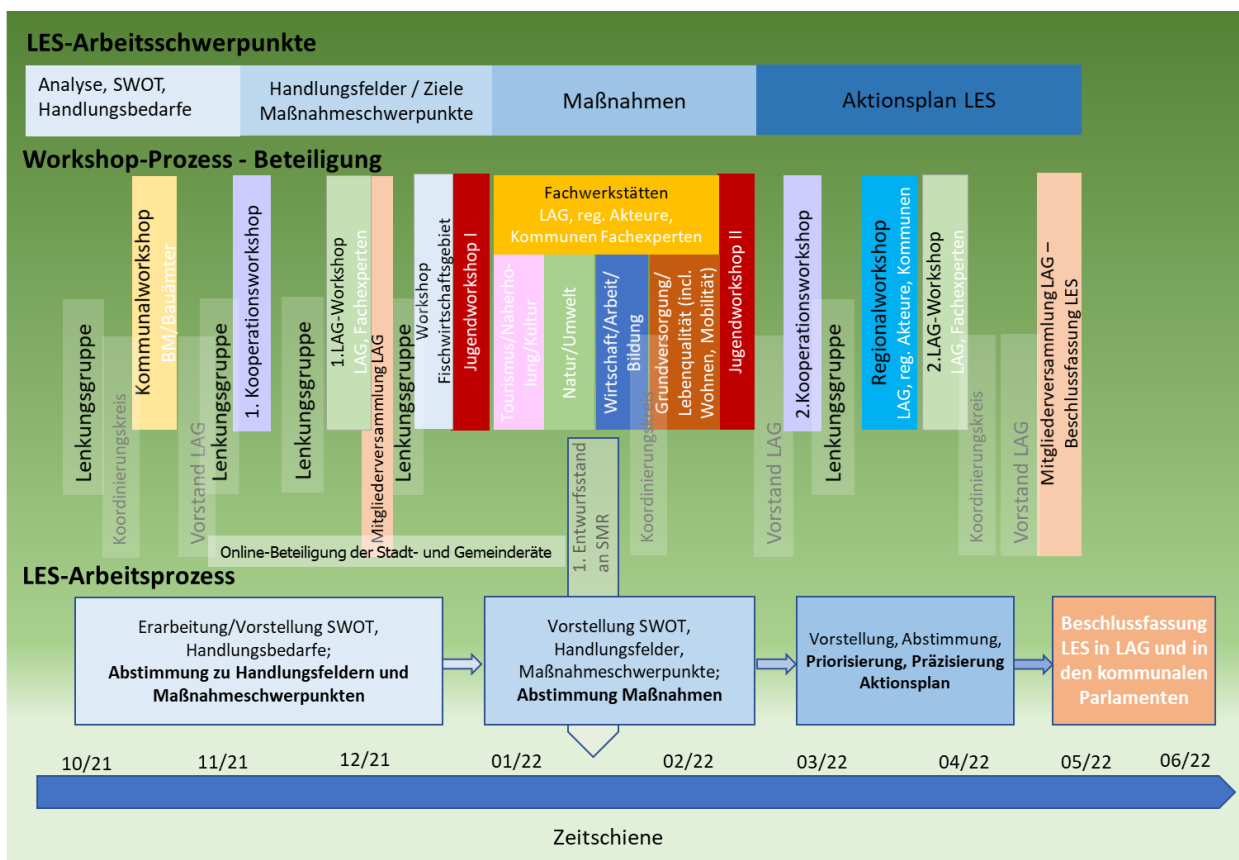 LES-Arbeitsschwerpunkte
Analyse, SWOT,
Handlungsbedarfe
Handlungsfelder / Ziele
Maßnahmeschwerpunkte
Maßnahmen
Aktionsplan LES
Workshop-Prozess - Beteiligung
Lenkungsgruppe
Koordinierungskreis
Kommunalworkshop
BM/Bauämter
Vorstand LAG
Lenkungsgruppe
1. Kooperationsworkshop
Lenkungsgruppe
1.LAG-Workshop
LAG, Fachexperten
Mitgliederversammlung LAG
Lenkungsgruppe
Workshop
Fischwirtschaftsgebiet
Jugendworkshop I
Fachwerkstätten
LAG, reg. Akteure,
Kommunen Fachexperten
Tourismus/Naherho-
lung/Kultur
Natur/Umwelt
Wirtschaft/Arbeit/
Bildung
Grundversorgung/
Lebenqualität (incl.
Wohnen, Mobilität)
Koordinierungskreis
Jugendworkshop II
Vorstand LAG
2.Kooperationsworkshop
Lenkungsgruppe
Regionalworkshop
LAG, reg. Akteure, Kommunen
2.LAG-Workshop
LAG, Fachexperten
Koordinierungskreis
Vorstand LAG
Mitgliederversammlung LAG –
Beschlussfassung LES
Online-Beteiligung der Stadt- und Gemeinderäte
1. Entwurfsstand
an SMR
LES-Arbeitsprozess
Erarbeitung/Vorstellung SWOT,
Handlungsbedarfe;
Abstimmung zu Handlungsfeldern und
Maßnahmeschwerpunkten
Vorstellung SWOT,
Handlungsfelder,
Maßnahmeschwerpunkte;
Abstimmung Maßnahmen
Vorstellung, Abstimmung,
Priorisierung, Präzisierung
Aktionsplan
Beschlussfassung
LES in LAG und in
den kommunalen
Parlamenten
10/21
11/21
12/21
01/22
02/22
03/22
04/22
05/22
06/22
Zeitschiene